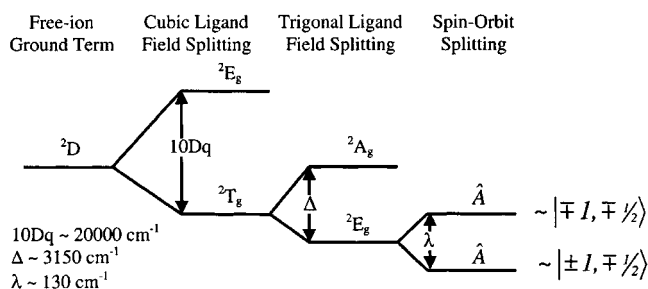 Free-ion Ground Term
Cubic Ligand Field Splitting
Trigonal Ligand Field Splitting
Spin-Orbit Splitting
²E_g
²D
10Dq
²A_g
²T_g
Δ
Â
~|∓1,∓½⟩
²E_g
λ
Â
~|±1,∓½⟩
10Dq ~ 20000 cm⁻¹
Δ ~ 3150 cm⁻¹
λ ~ 130 cm⁻¹